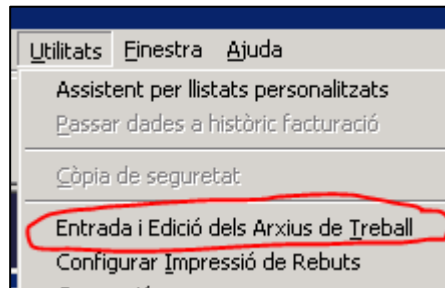 Utilitats Finestra Ajuda
Assistent per llistats personalitzats
Passar dades a històric facturació
Còpia de seguretat
Entrada i Edició dels Arxius de Treball
Configurar Impressió de Rebuts